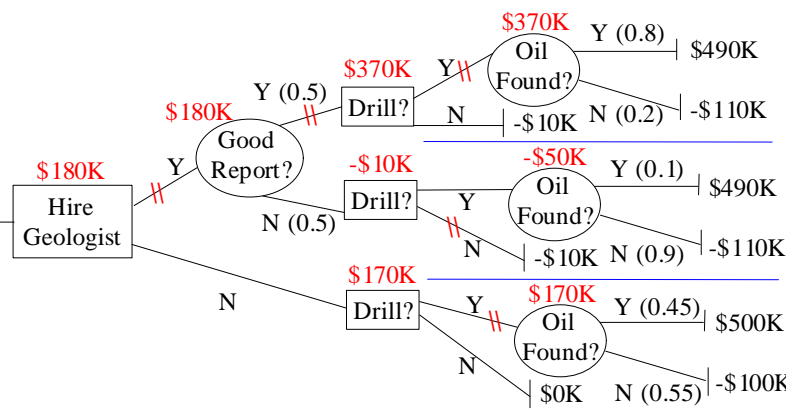 $370K
Oil
Found?
Y (0.8)
$490K
N (0.2)
-$110K
$370K
Y
Drill?
N
-$10K
Y (0.5)
$180K
Good
Report?
Y
$180K
Hire
Geologist
N (0.5)
-$10K
Drill?
Y
N
-$10K
-$50K
Oil
Found?
Y (0.1)
$490K
N (0.9)
-$110K
N
$170K
Drill?
Y
N
$0K
$170K
Oil
Found?
Y (0.45)
$500K
N (0.55)
-$100K